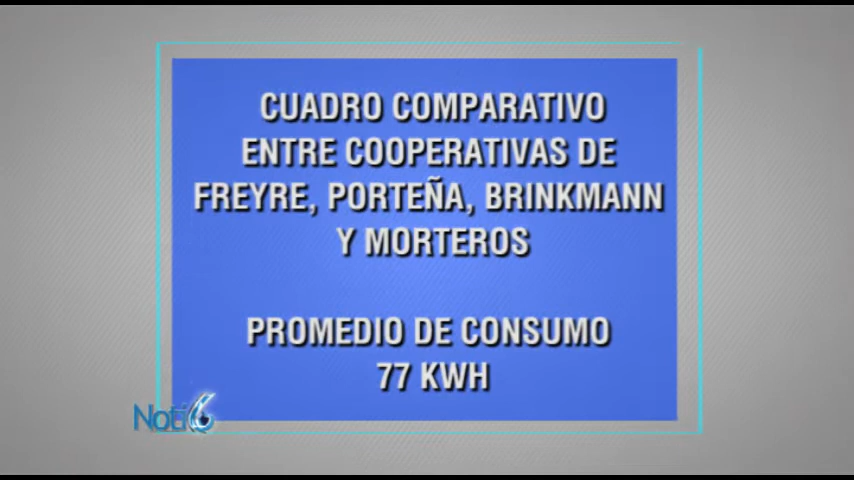 CUADRO COMPARATIVO
ENTRE COOPERATIVAS DE
FREYRE, PORTEÑA, BRINKMANN
Y MORTEROS
PROMEDIO DE CONSUMO
77 KWH
Noti6